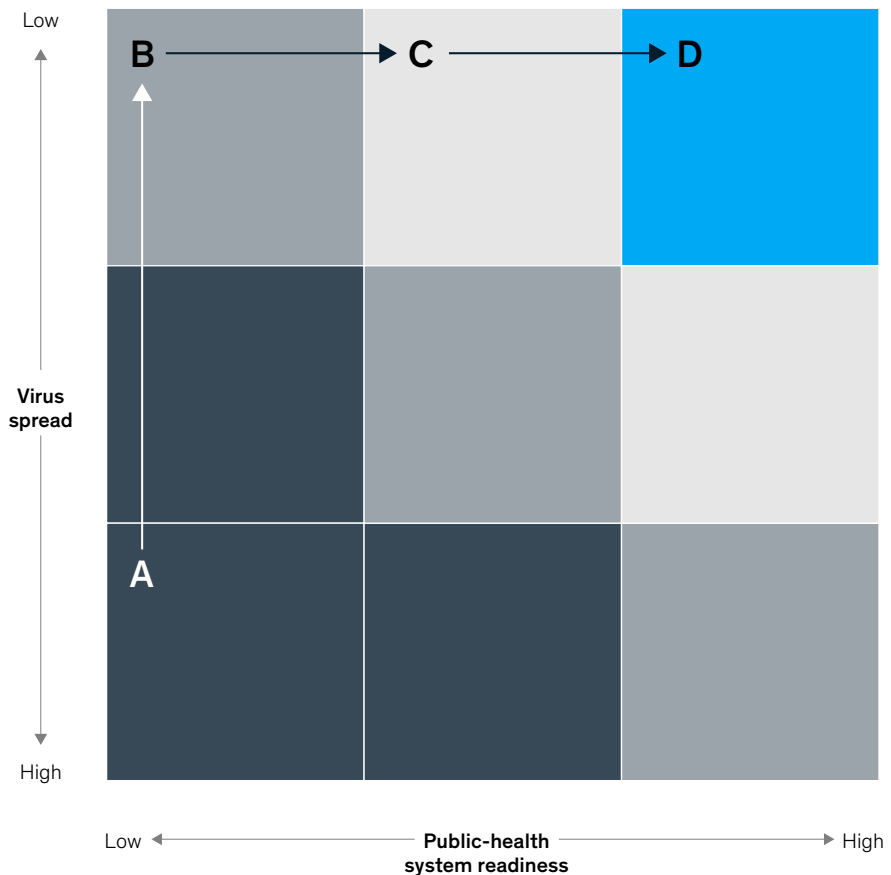 Low
B
C
D
Virus
spread
A
High
Low
Public-health
system readiness
High